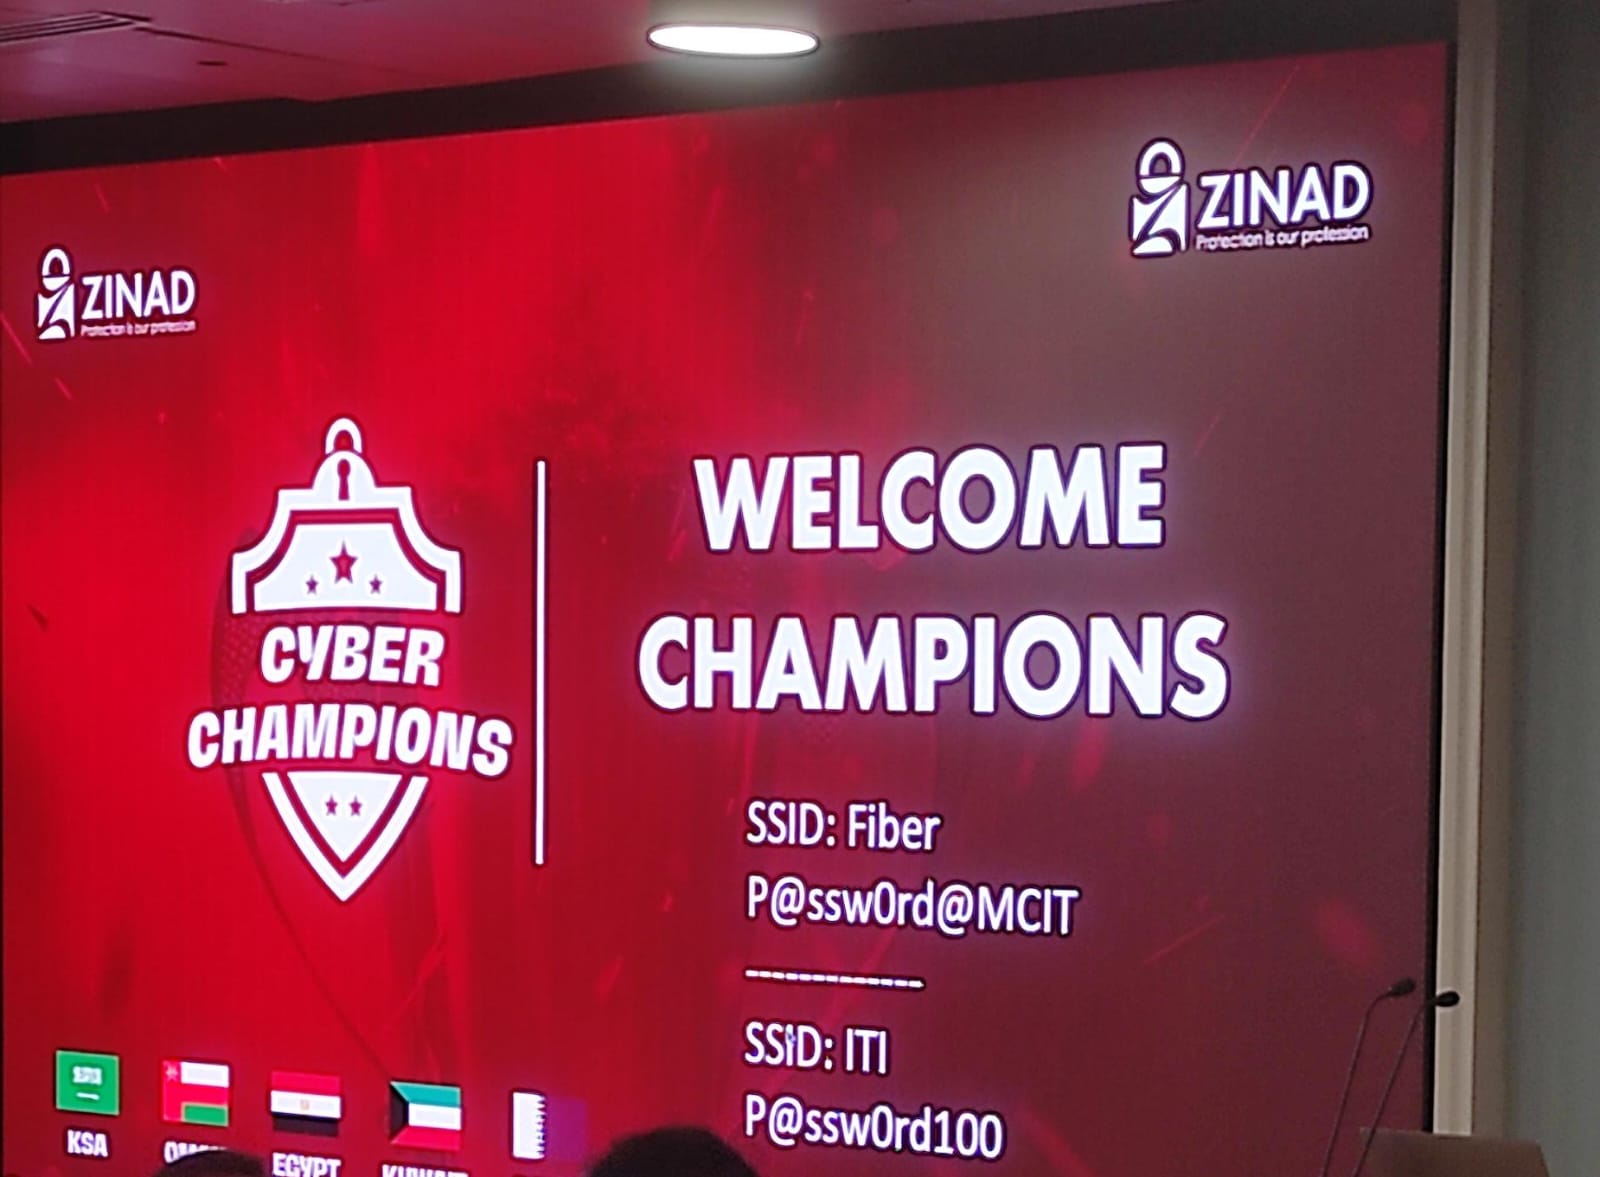 ZINAD
Protection is our profession
ZINAD
Protection is our profession
CYBER
CHAMPIONS
WELCOME
CHAMPIONS
SSID: Fiber
P@ssw0rd@MCIT
-------------
SSID: ITI
P@ssw0rd100
KSA
EGYPT
KUWAIT